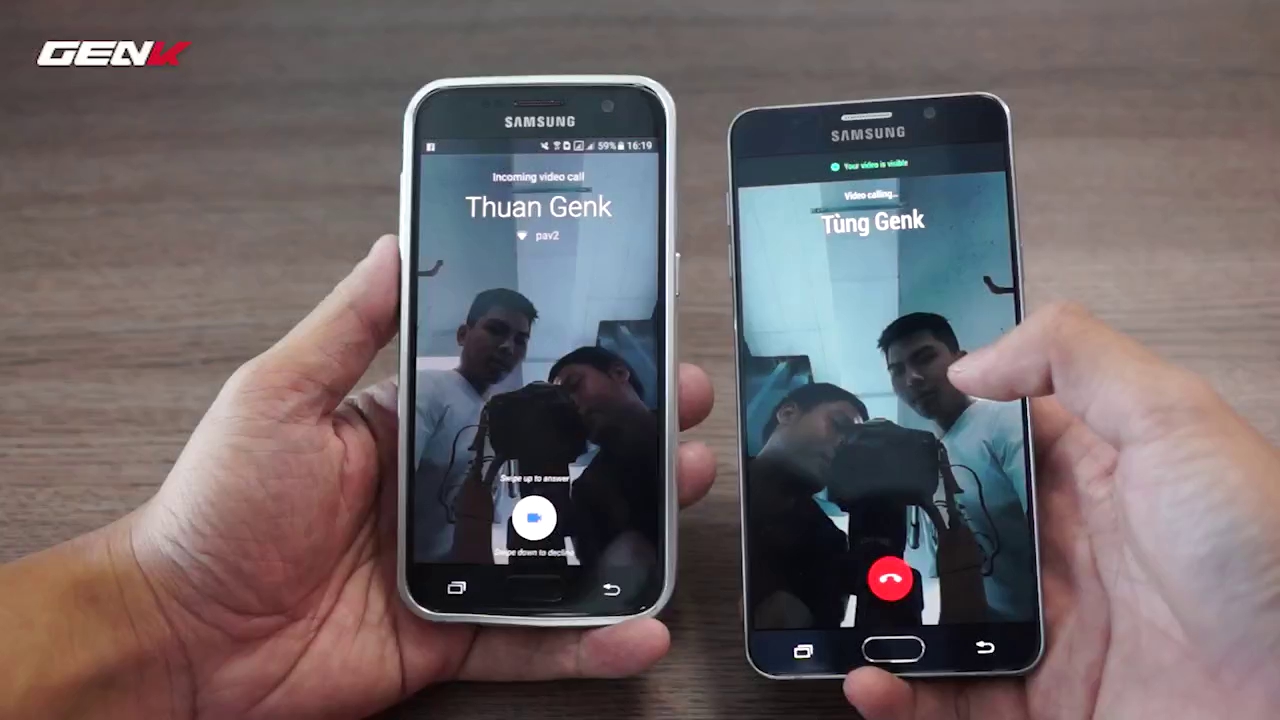 GENK
SAMSUNG
59% 16:19
Incoming video call
Thuan Genk
pav2
Swipe up to answer
Swipe down to decline
SAMSUNG
Your video is visible
Video calling...
Tùng Genk